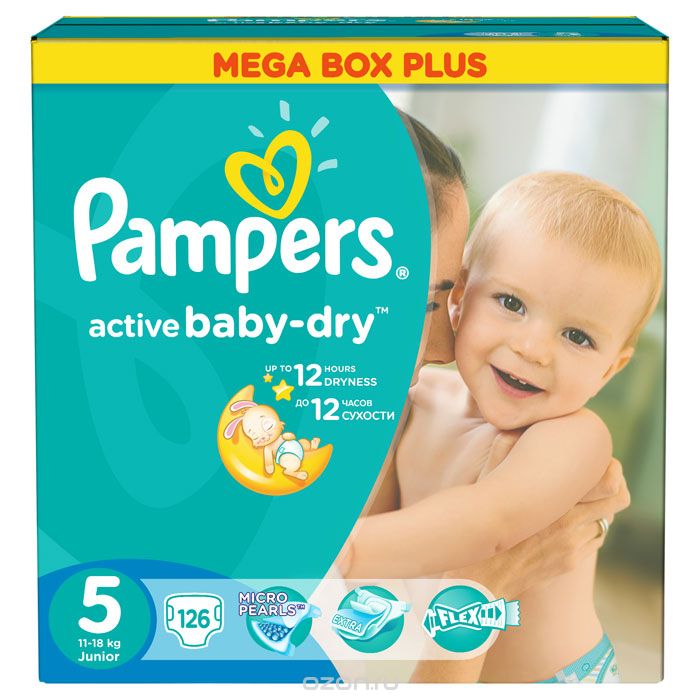 MEGA BOX PLUS
Pampers®
active baby-dry™
UP TO 12 HOURS DRYNESS
ДО 12 ЧАСОВ СУХОСТИ
5
11-18 kg
Junior
126
MICRO
PEARLS™
EXTRA
FLEX
ozon.ru